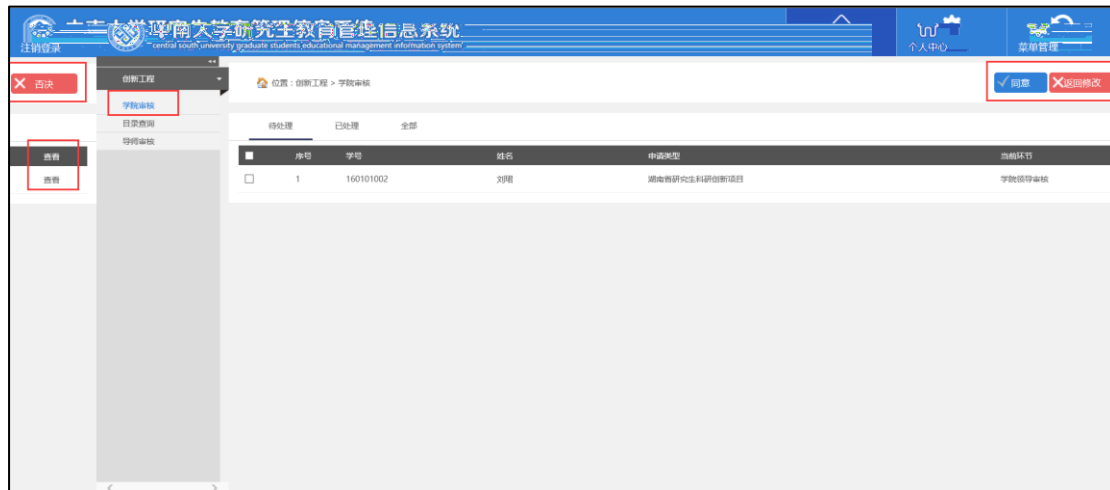 中南大学研究生教育管理信息系统
central south university graduate students educational management information system
注销登录
个人中心
菜单管理
否决
创新工程
位置：创新工程 > 学院审核
同意
返回修改
学院审核
目录查询
导师审核
待处理 已处理 全部
查看 序号 学号 姓名 申请类型 当前环节
查看 1 160101002 刘珺 湖南省研究生科研创新项目 学院领导审核